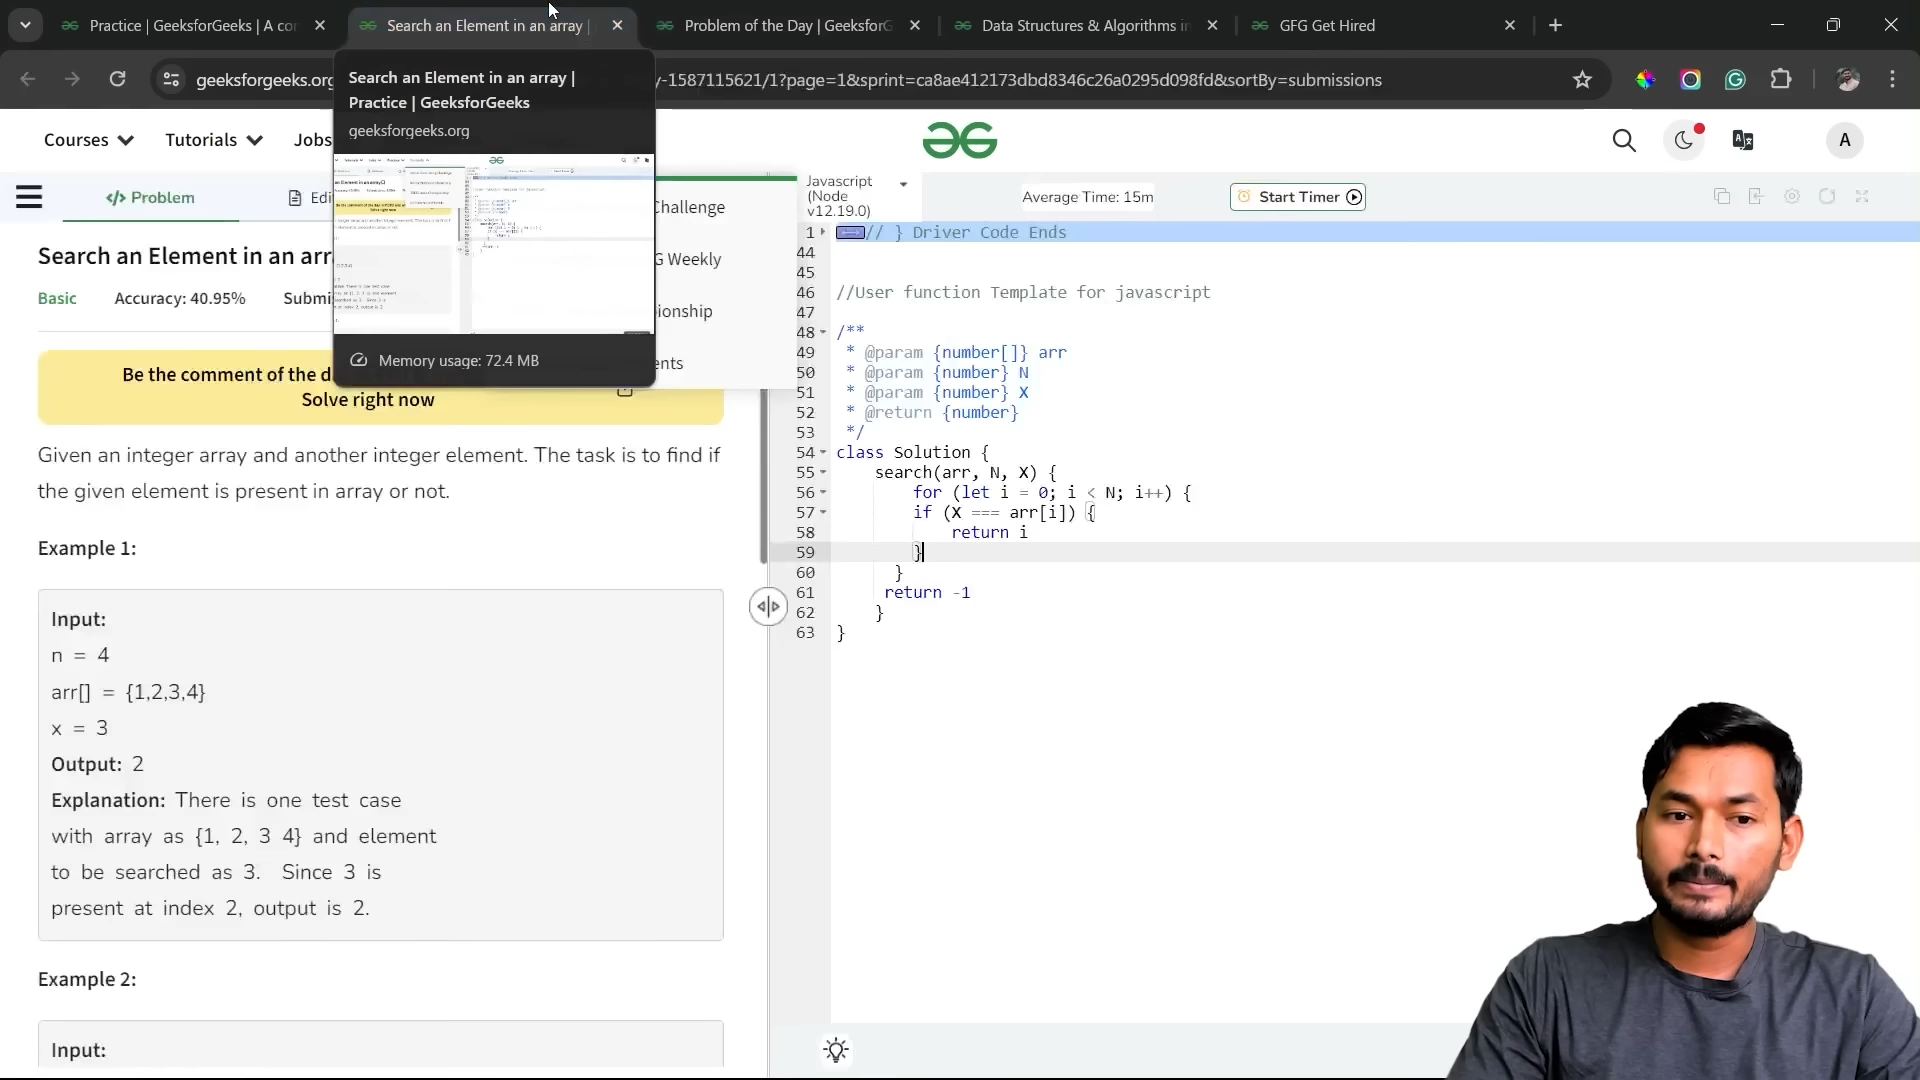 Practice | GeeksforGeeks | A co
Search an Element in an array |
Problem of the Day | Geeksfor
Data Structures & Algorithms in
GFG Get Hired
geeksforgeeks.org
y-1587115621/1?page=1&sprint=ca8ae412173dbd8346c26a0295d098fd&sortBy=submissions
Search an Element in an array |
Practice | GeeksforGeeks
geeksforgeeks.org
Memory usage: 72.4 MB
Courses
Tutorials
Jobs
A
Problem
Edi
Challenge
G Weekly
ionship
ents
Javascript
(Node
v12.19.0)
Average Time: 15m
Start Timer
Search an Element in an arr
Basic
Accuracy: 40.95%
Submi
Be the comment of the d
Solve right now
Given an integer array and another integer element. The task is to find if
the given element is present in array or not.
Example 1:
Input:
n = 4
arr[] = {1,2,3,4}
x = 3
Output: 2
Explanation: There is one test case
with array as {1, 2, 3 4} and element
to be searched as 3. Since 3 is
present at index 2, output is 2.
Example 2:
Input:
1 // } Driver Code Ends
44
45
46 //User function Template for javascript
47
48 /**
49 * @param {number[]} arr
50 * @param {number} N
51 * @param {number} X
52 * @return {number}
53 */
54 class Solution {
55 search(arr, N, X) {
56 for (let i = 0; i < N; i++) {
57 if (X === arr[i]) {
58 return i
59 }
60 }
61 return -1
62 }
63 }